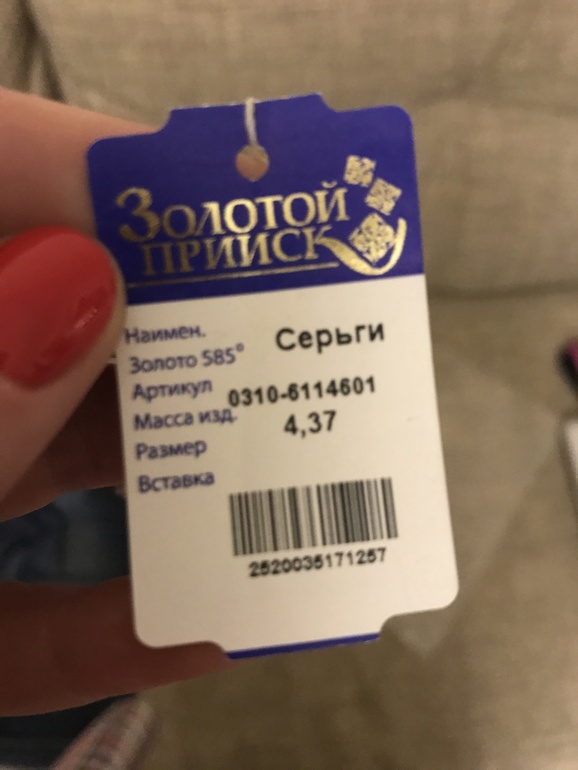 ЗОЛОТОЙ
ПРИИСК
Наимен. Серьги
Золото 585°
Артикул 0310-6114601
Масса изд. 4,37
Размер
Вставка
2520035171257